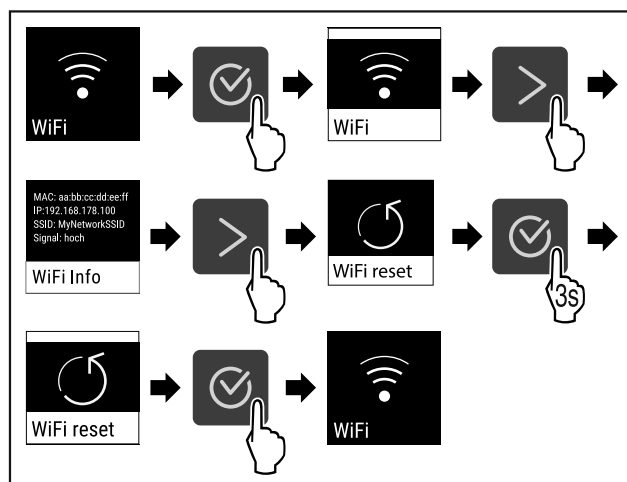 WiFi
WiFi
MAC: aa:bb:cc:dd:ee:ff
IP:192.168.178.100
SSID: MyNetworkSSID
Signal: hoch
WiFi Info
WiFi reset
3s
WiFi reset
WiFi